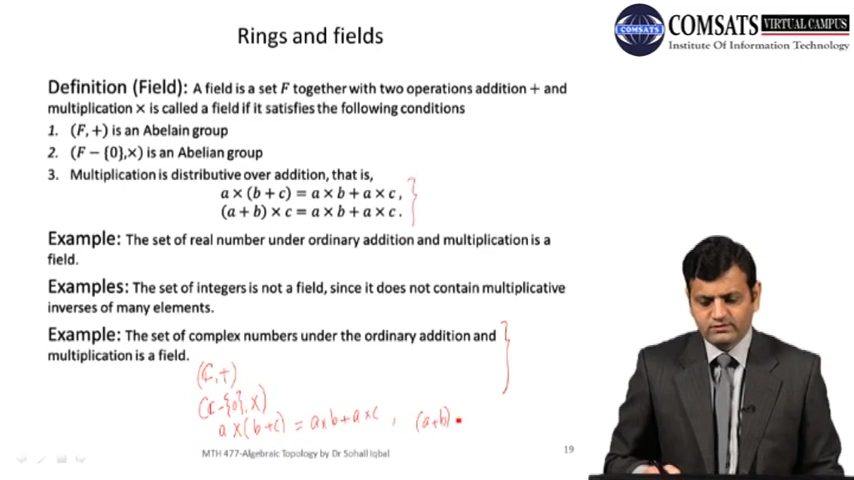 Rings and fields
COMSATS
COMSATS VIRTUAL CAMPUS
Institute Of Information Technology
Definition (Field): A field is a set F together with two operations addition + and
multiplication × is called a field if it satisfies the following conditions
1. (F,+) is an Abelain group
2. (F − {0},×) is an Abelian group
3. Multiplication is distributive over addition, that is,
a × (b + c) = a × b + a × c,
(a + b) × c = a × b + a × c.
Example: The set of real number under ordinary addition and multiplication is a
field.
Examples: The set of integers is not a field, since it does not contain multiplicative
inverses of many elements.
Example: The set of complex numbers under the ordinary addition and
multiplication is a field.
(ℂ,+)
(ℂ-{0},×)
a×(b+c) = a×b+a×c , (a+b)
MTH 477-Algebraic Topology by Dr Sohail Iqbal
19